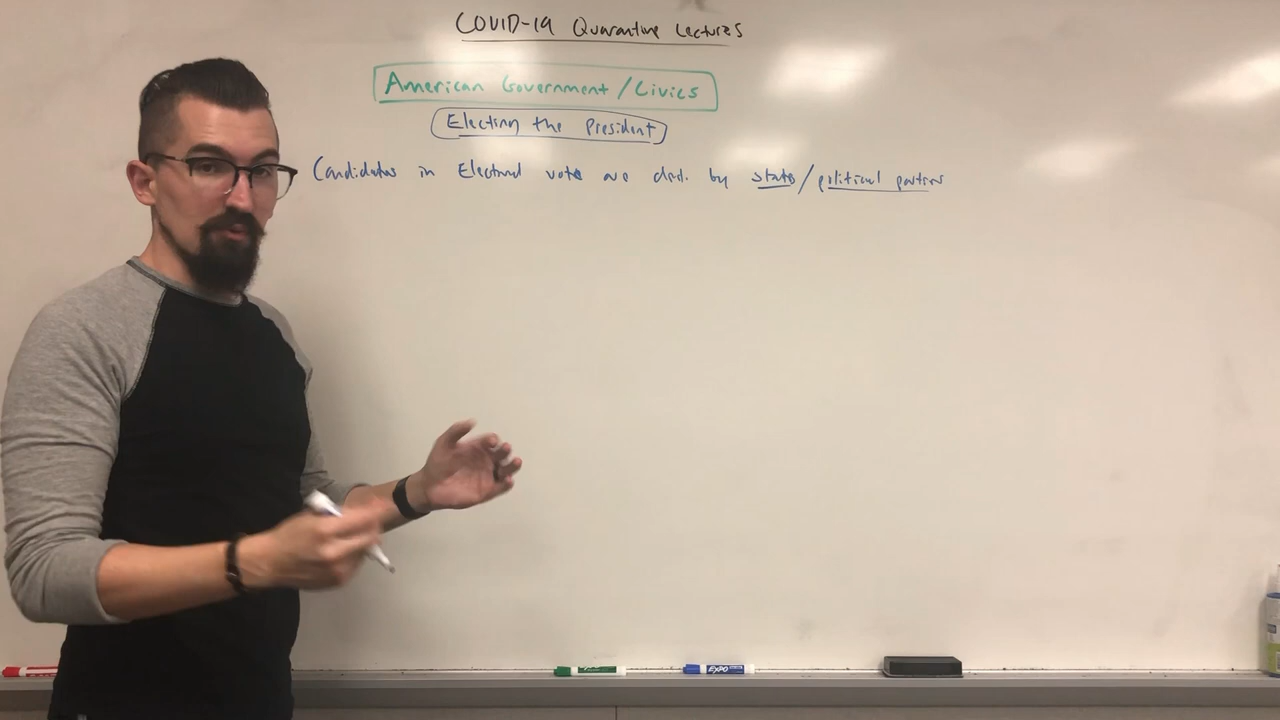 COVID-19 Quarantine Lectures
American Government/Civics
Electing the President
Candidates in Electoral vote are ded. by state/political parties
EXPO